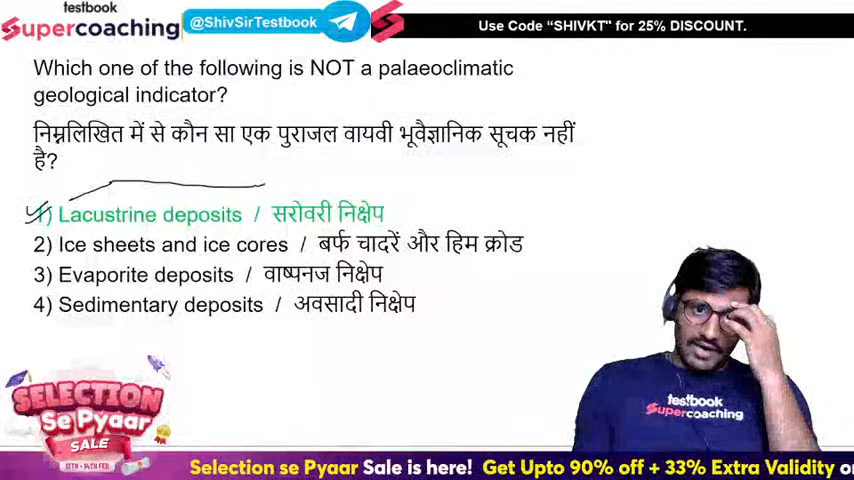 testbook
Supercoaching
@ShivSirTestbook
Use Code “SHIVKT" for 25% DISCOUNT.
Which one of the following is NOT a palaeoclimatic
geological indicator?
निम्नलिखित में से कौन सा एक पुराजल वायवी भूवैज्ञानिक सूचक नहीं
है?
1) Lacustrine deposits / सरोवरी निक्षेप
2) Ice sheets and ice cores / बर्फ चादरें और हिम क्रोड
3) Evaporite deposits / वाष्पनज निक्षेप
4) Sedimentary deposits / अवसादी निक्षेप
testbook
Supercoaching
SELECTION
Se Pyaar
SALE
13TH - 14TH FEB
Selection se Pyaar Sale is here! Get Upto 90% off + 33% Extra Validity o